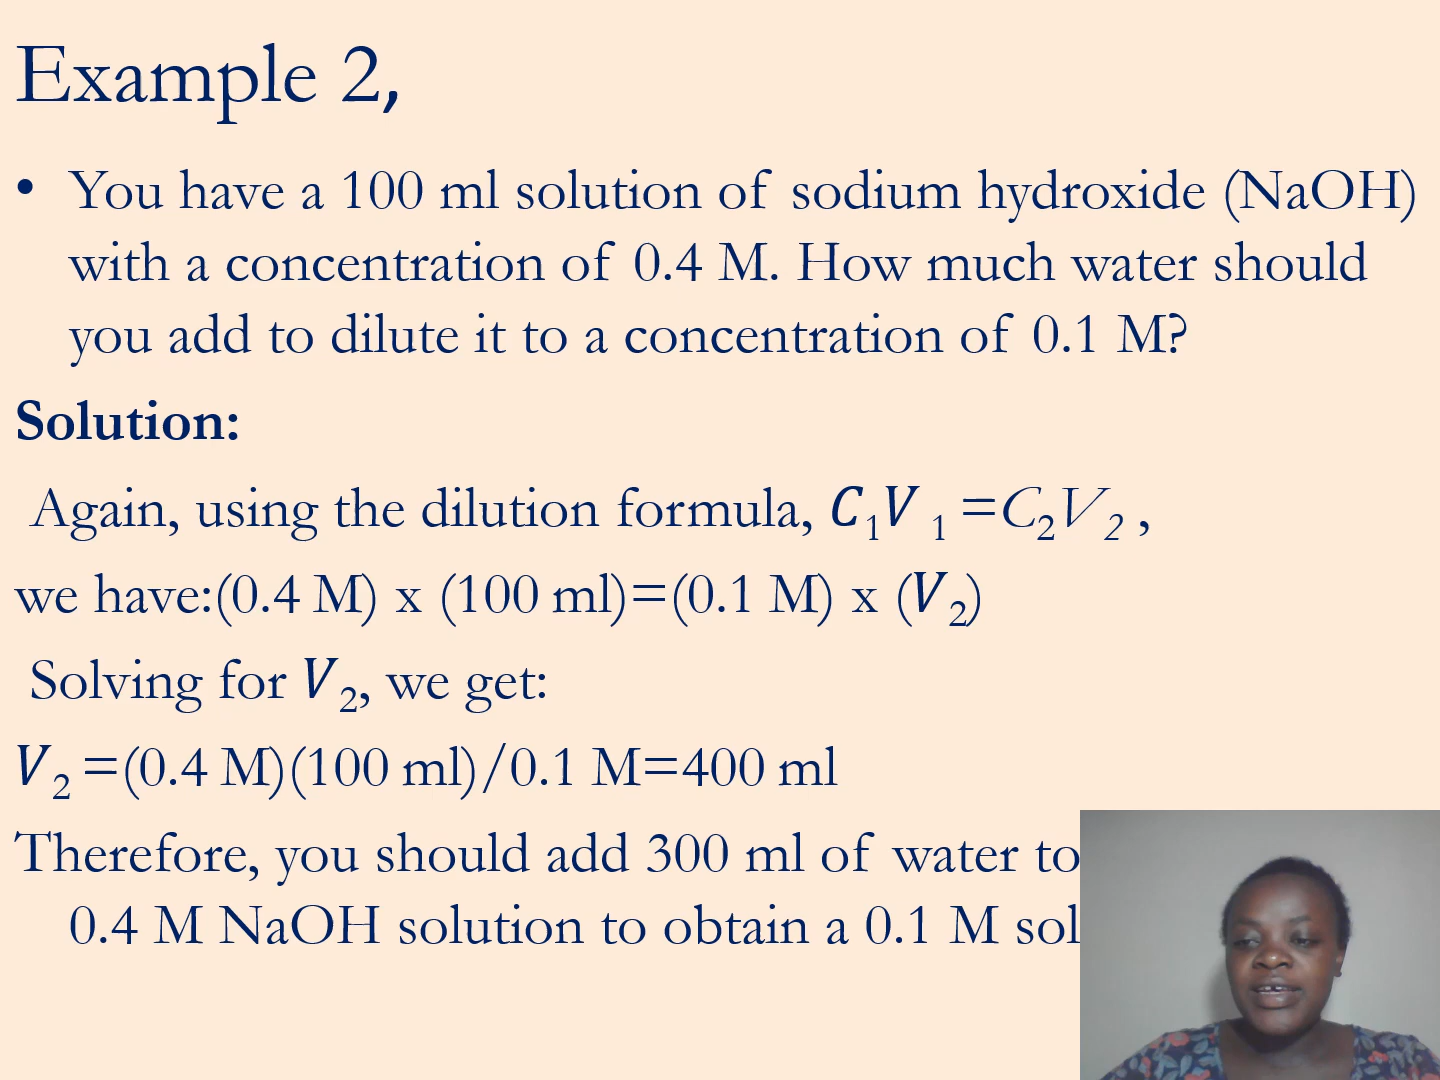 Example 2,
• You have a 100 ml solution of sodium hydroxide (NaOH)
with a concentration of 0.4 M. How much water should
you add to dilute it to a concentration of 0.1 M?
Solution:
Again, using the dilution formula, C₁V₁=C₂V₂ ,
we have:(0.4 M) x (100 ml)=(0.1 M) x (V₂)
Solving for V₂, we get:
V₂ =(0.4 M)(100 ml)/0.1 M=400 ml
Therefore, you should add 300 ml of water to
0.4 M NaOH solution to obtain a 0.1 M sol